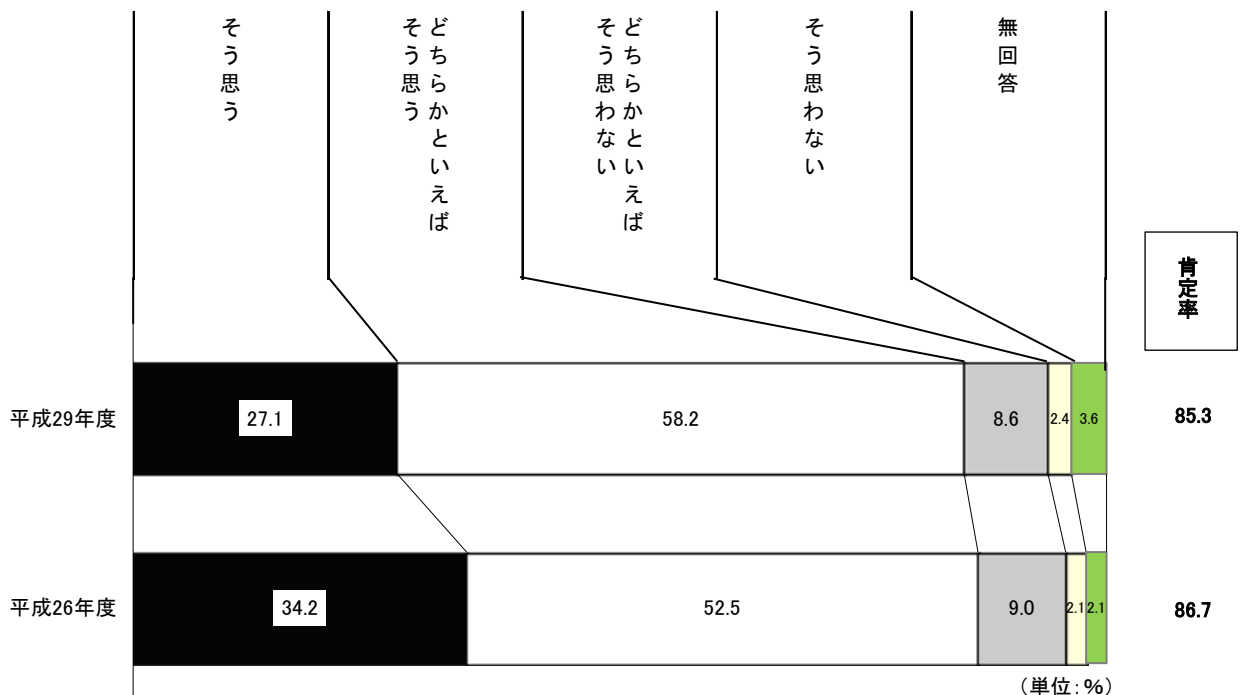 そう思う
どちらかといえば
そう思う
どちらかといえば
そう思わない
そう思わない
無回答
肯定率
平成29年度
27.1
58.2
8.6
2.4
3.6
85.3
平成26年度
34.2
52.5
9.0
2.1
2.1
86.7
（単位：％）